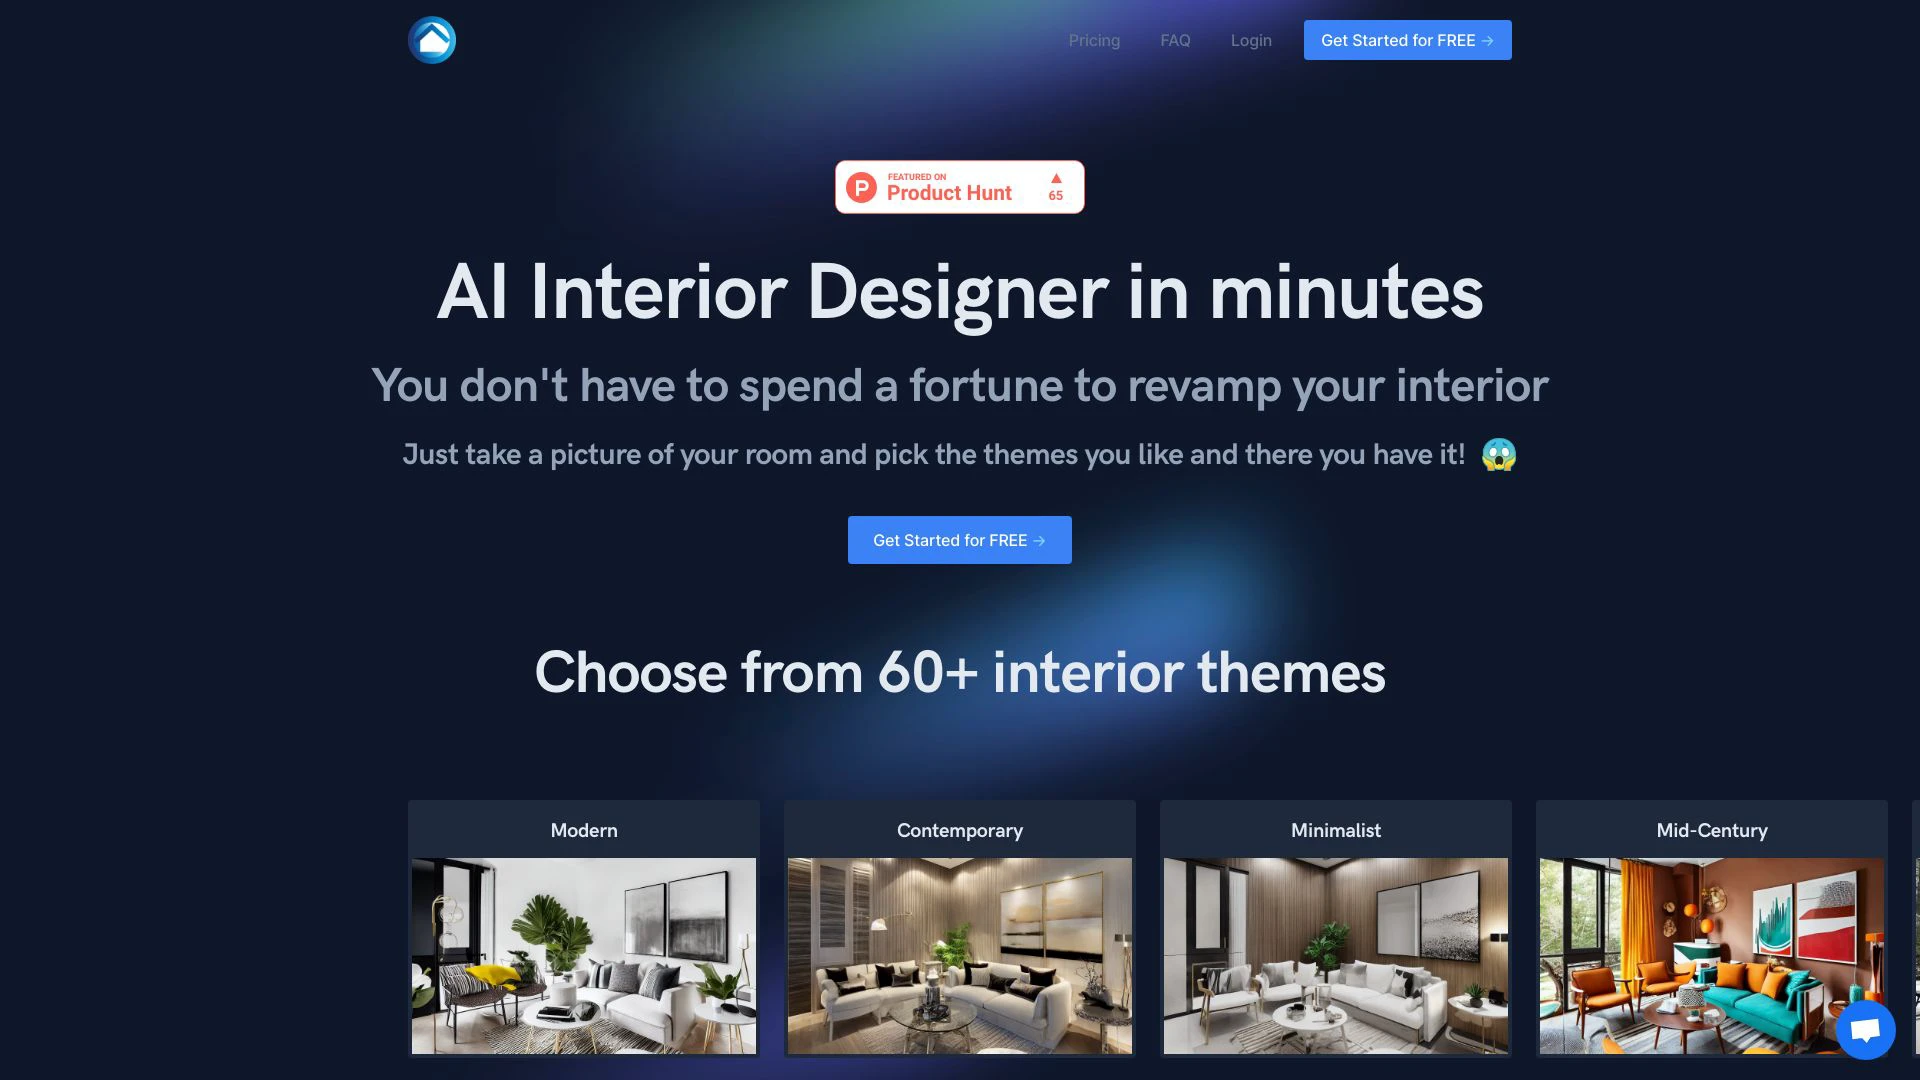 Pricing
FAQ
Login
Get Started for FREE →
FEATURED ON
Product Hunt
65
AI Interior Designer in minutes
You don't have to spend a fortune to revamp your interior
Just take a picture of your room and pick the themes you like and there you have it! 😱
Get Started for FREE →
Choose from 60+ interior themes
Modern
Contemporary
Minimalist
Mid-Century